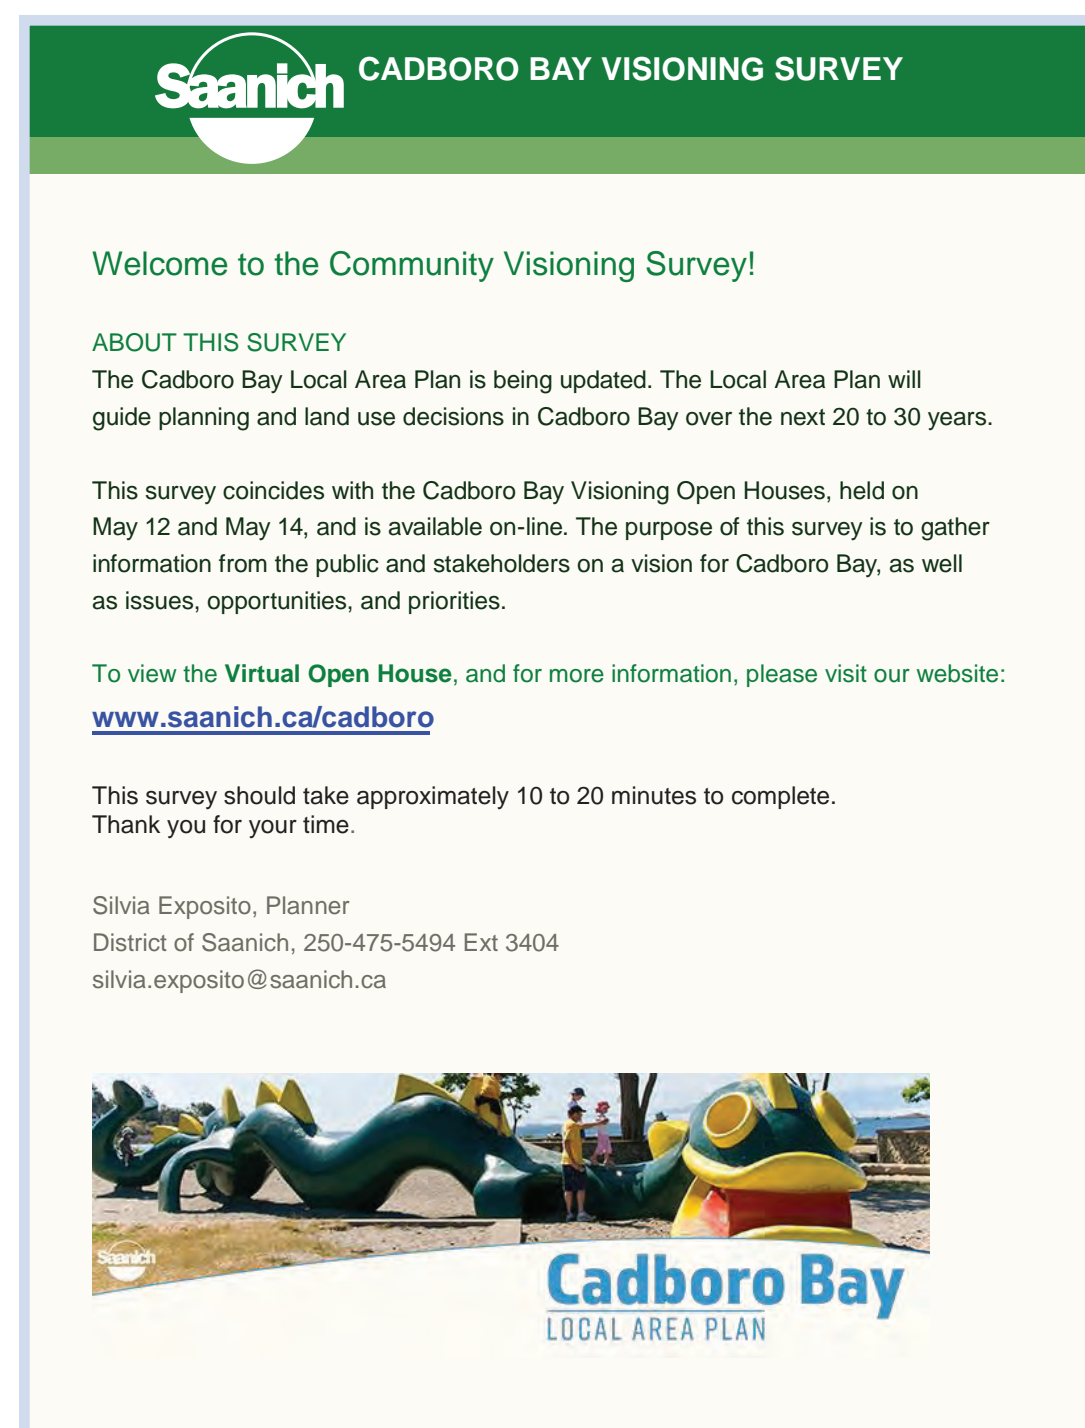 Saanich
CADBORO BAY VISIONING SURVEY
Welcome to the Community Visioning Survey!
ABOUT THIS SURVEY
The Cadboro Bay Local Area Plan is being updated. The Local Area Plan will
guide planning and land use decisions in Cadboro Bay over the next 20 to 30 years.
This survey coincides with the Cadboro Bay Visioning Open Houses, held on
May 12 and May 14, and is available on-line. The purpose of this survey is to gather
information from the public and stakeholders on a vision for Cadboro Bay, as well
as issues, opportunities, and priorities.
To view the Virtual Open House, and for more information, please visit our website:
www.saanich.ca/cadboro
This survey should take approximately 10 to 20 minutes to complete.
Thank you for your time.
Silvia Exposito, Planner
District of Saanich, 250-475-5494 Ext 3404
silvia.exposito@saanich.ca
Saanich
Cadboro Bay
LOCAL AREA PLAN